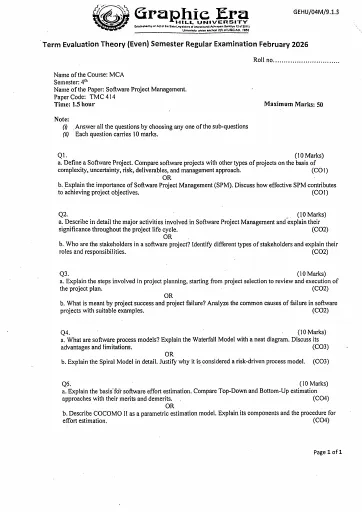 GEHU/04M/9.1.3
Graphic Era
HILL UNIVERSITY
Term Evaluation Theory (Even) Semester Regular Examination February 2026
Roll no..............................
Name of the Course: MCA
Semester: 4th
Name of the Paper: Software Project Management.
Paper Code: TMC 414
Time: 1.5 hour Maximum Marks: 50
Note:
(i) Answer all the questions by choosing any one of the sub-questions
(ii) Each question carries 10 marks.
Q1. (10 Marks)
a. Define a Software Project. Compare software projects with other types of projects on the basis of
complexity, uncertainty, risk, deliverables, and management approach. (CO1)
OR
b. Explain the importance of Software Project Management (SPM). Discuss how effective SPM contributes
to achieving project objectives. (CO1)
Q2. (10 Marks)
a. Describe in detail the major activities involved in Software Project Management and explain their
significance throughout the project life cycle. (CO2)
OR
b. Who are the stakeholders in a software project? Identify different types of stakeholders and explain their
roles and responsibilities. (CO2)
Q3. (10 Marks)
a. Explain the steps involved in project planning, starting from project selection to review and execution of
the project plan. (CO2)
OR
b. What is meant by project success and project failure? Analyze the common causes of failure in software
projects with suitable examples. (CO2)
Q4. (10 Marks)
a. What are software process models? Explain the Waterfall Model with a neat diagram. Discuss its
advantages and limitations. (CO3)
OR
b. Explain the Spiral Model in detail. Justify why it is considered a risk-driven process model. (CO3)
Q5. (10 Marks)
a. Explain the basis for software effort estimation. Compare Top-Down and Bottom-Up estimation
approaches with their merits and demerits. (CO4)
OR
b. Describe COCOMO II as a parametric estimation model. Explain its components and the procedure for
effort estimation. (CO4)
Page 1 of 1